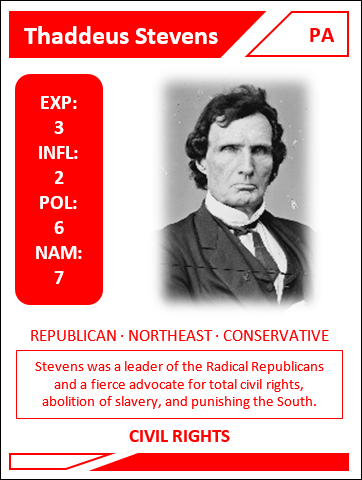 Thaddeus Stevens
PA
EXP:
3
INFL:
2
POL:
6
NAM:
7
REPUBLICAN · NORTHEAST · CONSERVATIVE
Stevens was a leader of the Radical Republicans
and a fierce advocate for total civil rights,
abolition of slavery, and punishing the South.
CIVIL RIGHTS